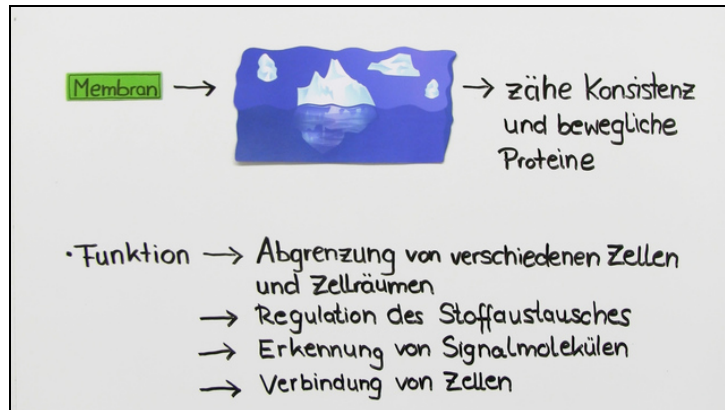 Membran → → zähe Konsistenz
und bewegliche
Proteine
· Funktion → Abgrenzung von verschiedenen Zellen
und Zellräumen
→ Regulation des Stoffaustausches
→ Erkennung von Signalmolekülen
→ Verbindung von Zellen